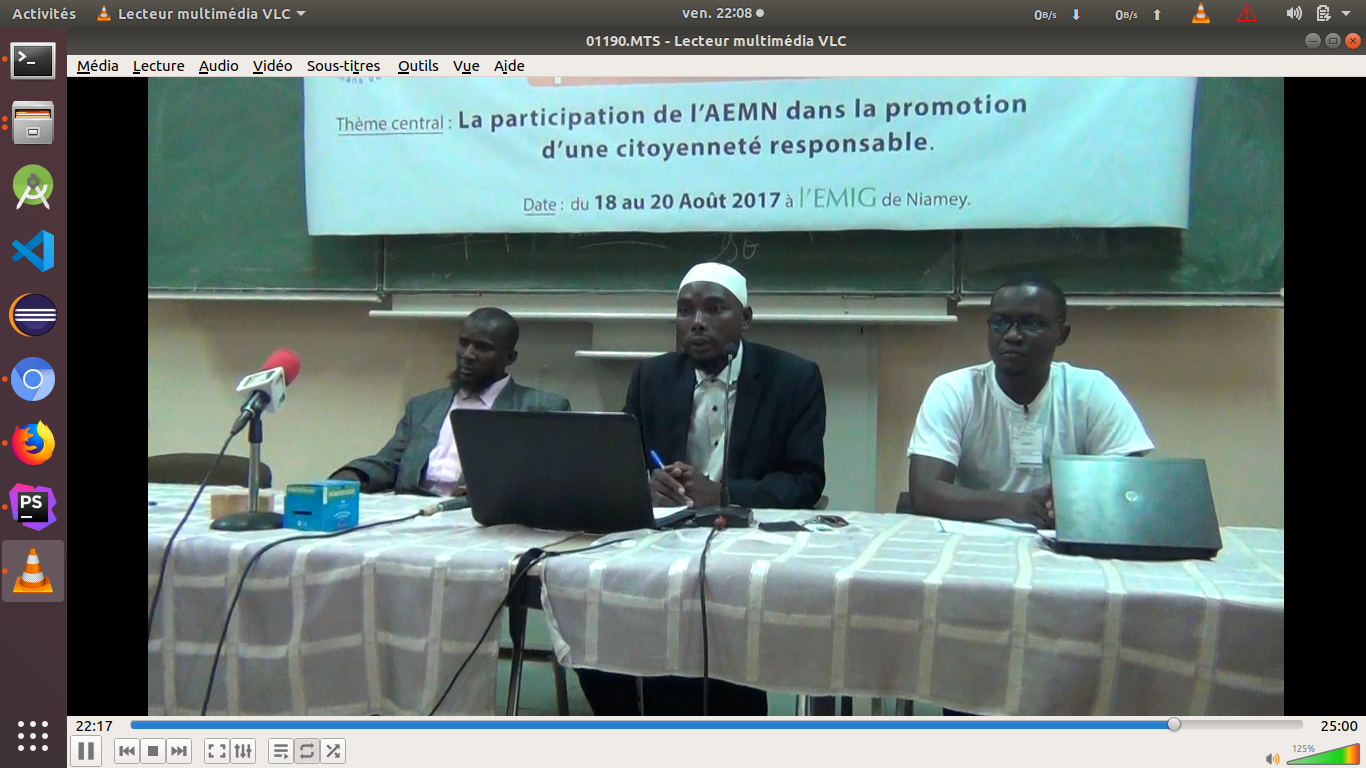 Activités
Lecteur multimédia VLC
ven. 22:08
0B/s
0B/s
01190.MTS - Lecteur multimédia VLC
Média Lecture Audio Vidéo Sous-titres Outils Vue Aide
Thème central : La participation de l'AEMN dans la promotion
d'une citoyenneté responsable.
Date : du 18 au 20 Août 2017 à l'EMIG de Niamey.
hp
PS
22:17
25:00
125%